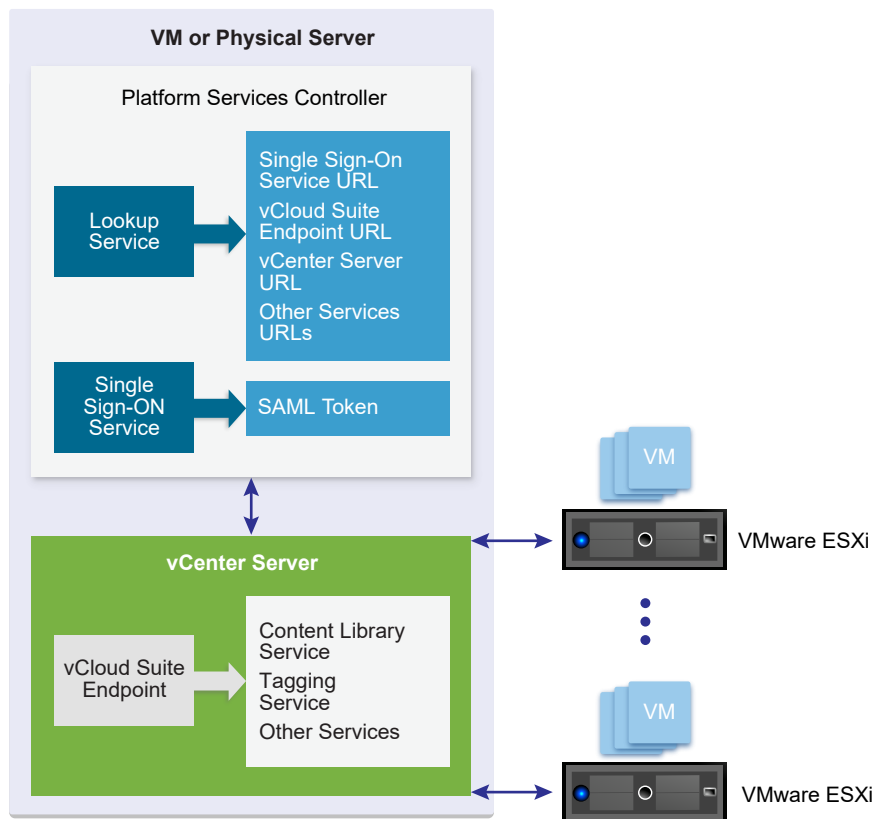 VM or Physical Server
Platform Services Controller
Lookup
Service
Single Sign-On
Service URL
vCloud Suite
Endpoint URL
vCenter Server
URL
Other Services
URLs
Single
Sign-ON
Service
SAML Token
VM
VMware ESXi
vCenter Server
vCloud Suite
Endpoint
Content Library
Service
Tagging
Service
Other Services
VM
VMware ESXi